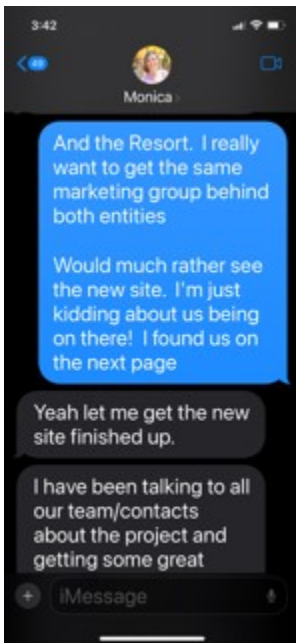 3:42
49
Monica
And the Resort. I really
want to get the same
marketing group behind
both entities
Would much rather see
the new site. I'm just
kidding about us being
on there! I found us on
the next page
Yeah let me get the new
site finished up.
I have been talking to all
our team/contacts
about the project and
getting some great
iMessage